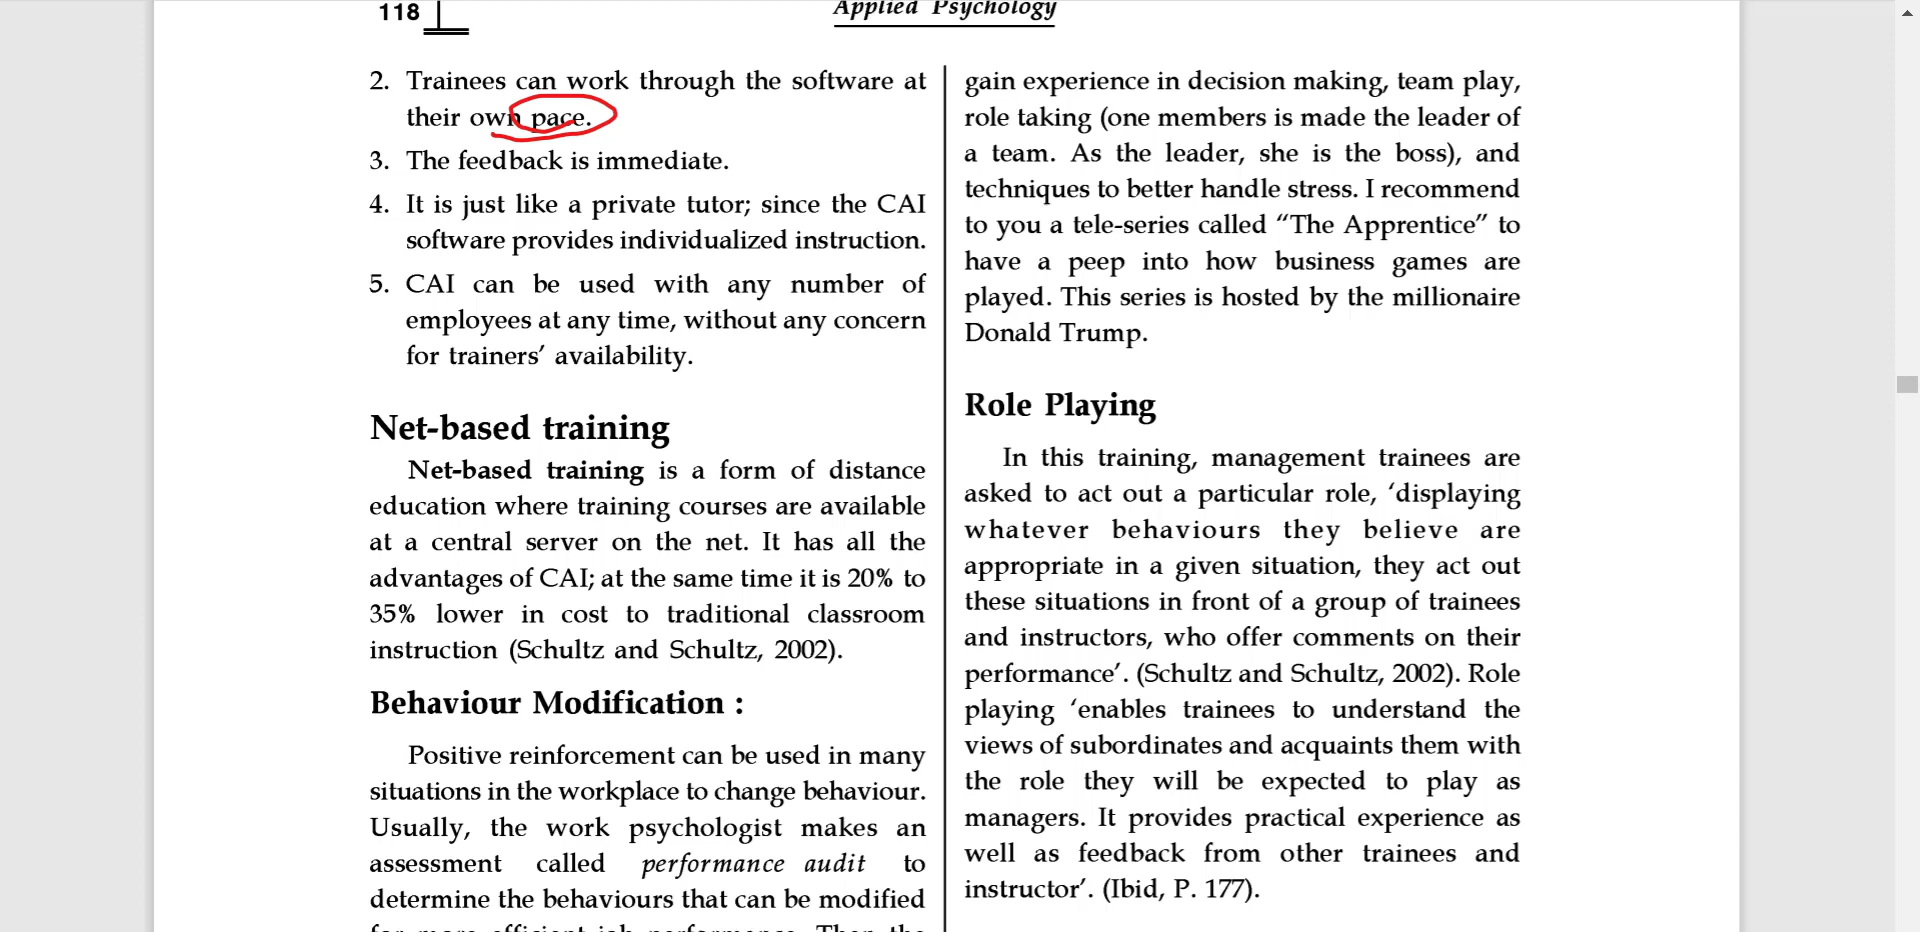 118
Applied Psychology
2. Trainees can work through the software at
their own pace.
3. The feedback is immediate.
4. It is just like a private tutor; since the CAI
software provides individualized instruction.
5. CAI can be used with any number of
employees at any time, without any concern
for trainers’ availability.
Net-based training
Net-based training is a form of distance
education where training courses are available
at a central server on the net. It has all the
advantages of CAI; at the same time it is 20% to
35% lower in cost to traditional classroom
instruction (Schultz and Schultz, 2002).
Behaviour Modification :
Positive reinforcement can be used in many
situations in the workplace to change behaviour.
Usually, the work psychologist makes an
assessment called performance audit to
determine the behaviours that can be modified
for more efficient job performance. Then the
gain experience in decision making, team play,
role taking (one members is made the leader of
a team. As the leader, she is the boss), and
techniques to better handle stress. I recommend
to you a tele-series called “The Apprentice” to
have a peep into how business games are
played. This series is hosted by the millionaire
Donald Trump.
Role Playing
In this training, management trainees are
asked to act out a particular role, ‘displaying
whatever behaviours they believe are
appropriate in a given situation, they act out
these situations in front of a group of trainees
and instructors, who offer comments on their
performance’. (Schultz and Schultz, 2002). Role
playing ‘enables trainees to understand the
views of subordinates and acquaints them with
the role they will be expected to play as
managers. It provides practical experience as
well as feedback from other trainees and
instructor’. (Ibid, P. 177).